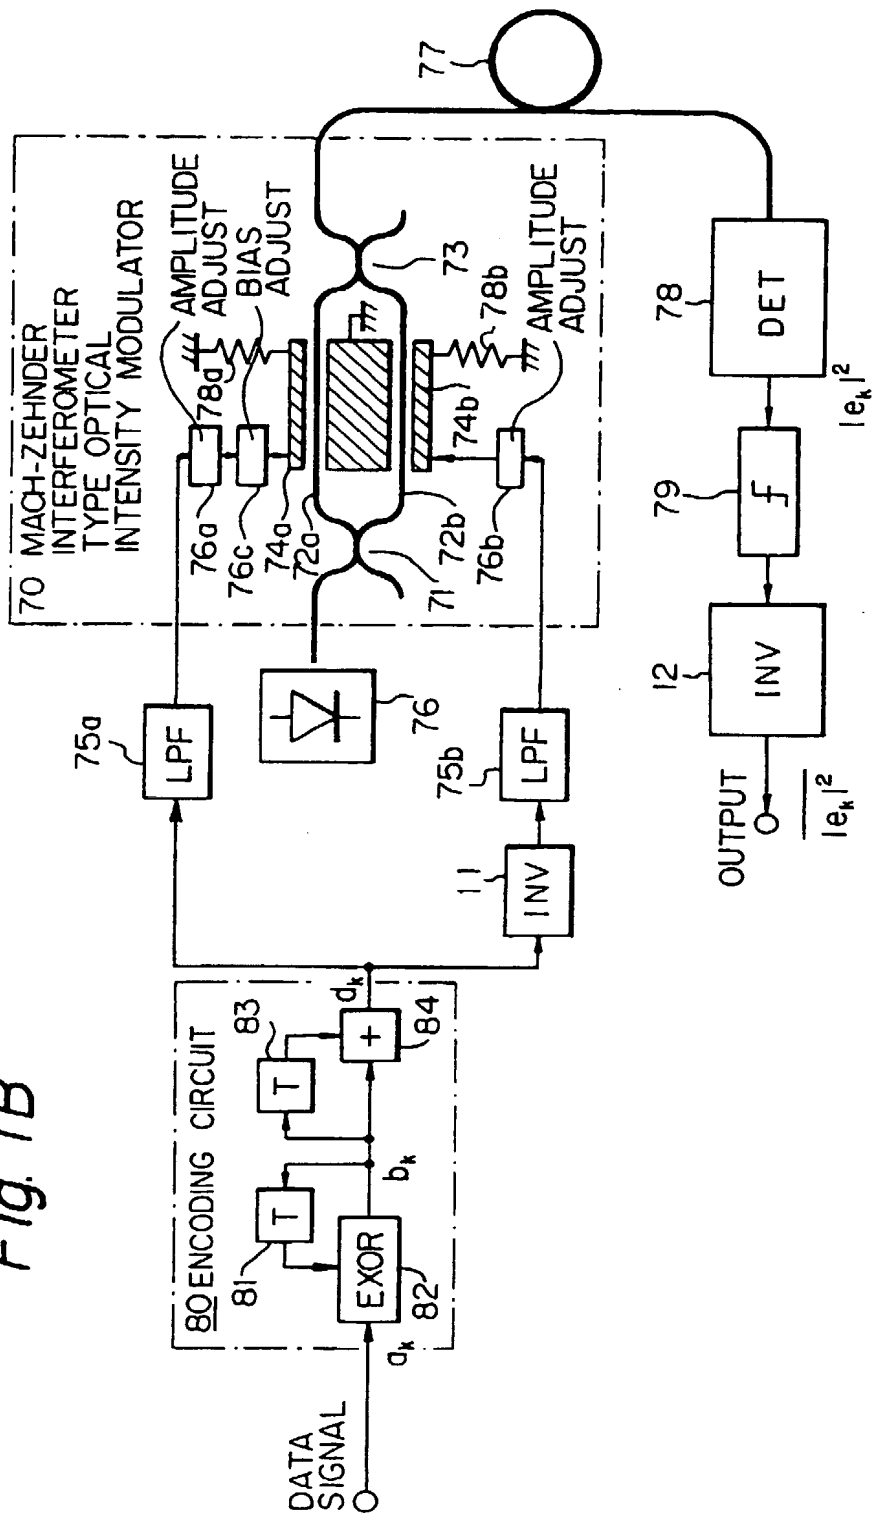 Fig. 1B
DATA
SIGNAL
80 ENCODING CIRCUIT
a_k
EXOR
82
81
T
b_k
T
83
+
84
d_k
75a
LPF
11
INV
75b
LPF
76
70 MACH-ZEHNDER
INTERFEROMETER
TYPE OPTICAL
INTENSITY MODULATOR
AMPLITUDE
ADJUST
BIAS
ADJUST
76a
76c
78a
74a
72a
71
72b
74b
76b
73
78b
AMPLITUDE
ADJUST
77
78
DET
|e_k|²
79
12
INV
OUTPUT
|e_k|²